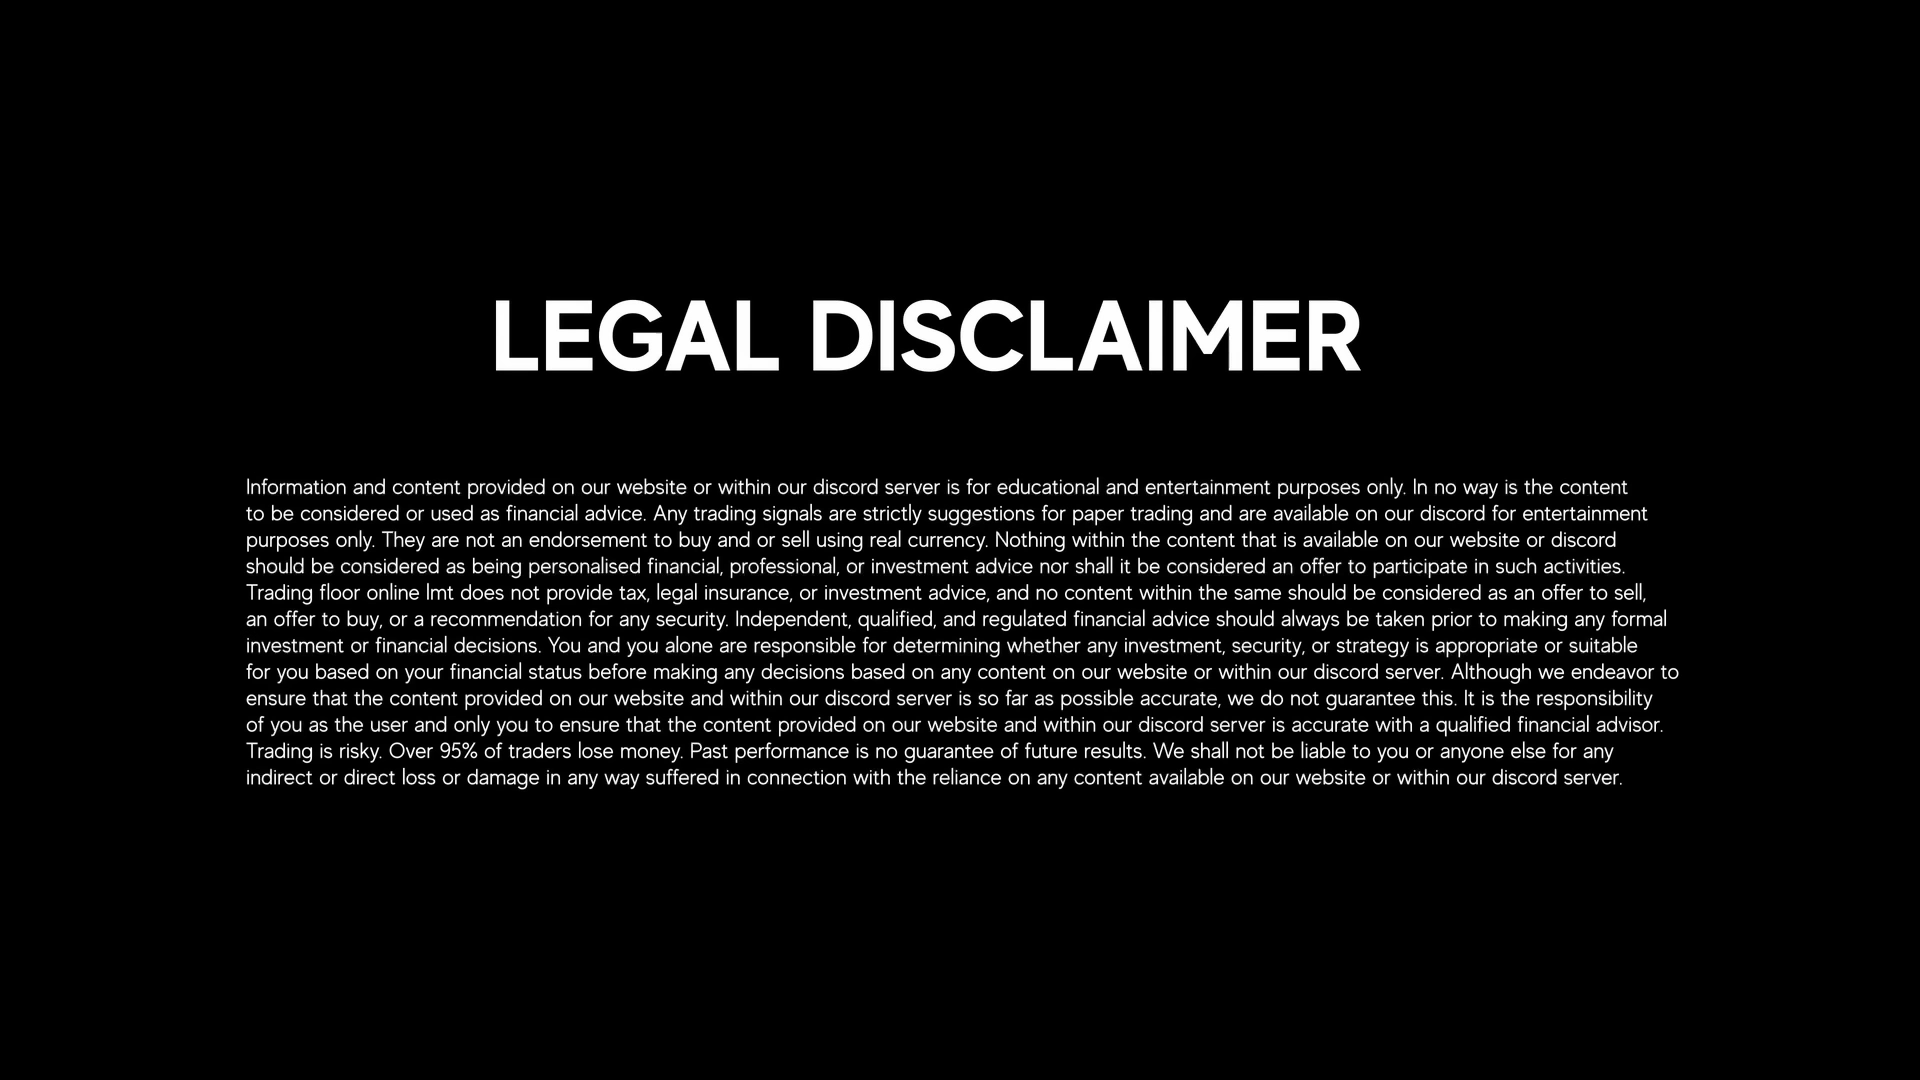 LEGAL DISCLAIMER
Information and content provided on our website or within our discord server is for educational and entertainment purposes only. In no way is the content
to be considered or used as financial advice. Any trading signals are strictly suggestions for paper trading and are available on our discord for entertainment
purposes only. They are not an endorsement to buy and or sell using real currency. Nothing within the content that is available on our website or discord
should be considered as being personalised financial, professional, or investment advice nor shall it be considered an offer to participate in such activities.
Trading floor online lmt does not provide tax, legal insurance, or investment advice, and no content within the same should be considered as an offer to sell,
an offer to buy, or a recommendation for any security. Independent, qualified, and regulated financial advice should always be taken prior to making any formal
investment or financial decisions. You and you alone are responsible for determining whether any investment, security, or strategy is appropriate or suitable
for you based on your financial status before making any decisions based on any content on our website or within our discord server. Although we endeavor to
ensure that the content provided on our website and within our discord server is so far as possible accurate, we do not guarantee this. It is the responsibility
of you as the user and only you to ensure that the content provided on our website and within our discord server is accurate with a qualified financial advisor.
Trading is risky. Over 95% of traders lose money. Past performance is no guarantee of future results. We shall not be liable to you or anyone else for any
indirect or direct loss or damage in any way suffered in connection with the reliance on any content available on our website or within our discord server.